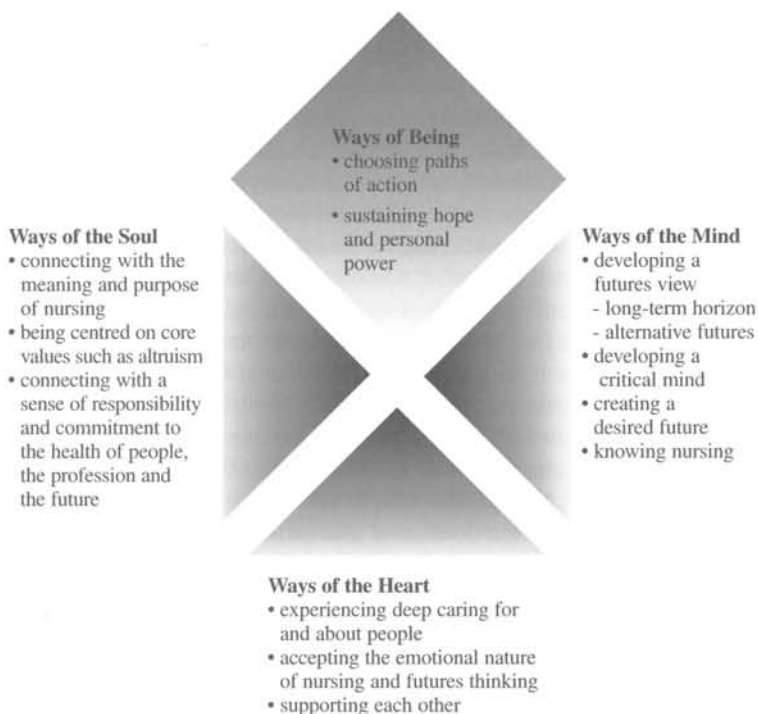 Ways of Being
• choosing paths
of action
• sustaining hope
and personal
power
Ways of the Soul
• connecting with the
meaning and purpose
of nursing
• being centred on core
values such as altruism
• connecting with a
sense of responsibility
and commitment to
the health of people,
the profession and
the future
Ways of the Mind
• developing a
futures view
- long-term horizon
- alternative futures
• developing a
critical mind
• creating a
desired future
• knowing nursing
Ways of the Heart
• experiencing deep caring for
and about people
• accepting the emotional nature
of nursing and futures thinking
• supporting each other